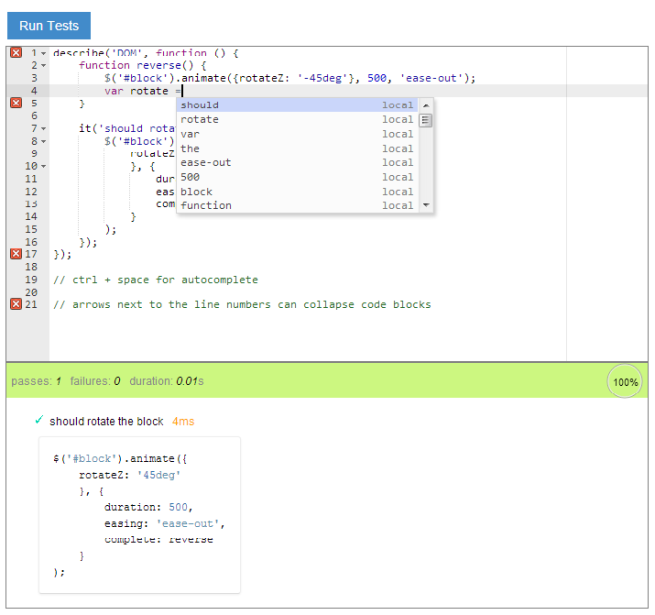 Run Tests
1 describe('DOM', function () {
2 function reverse() {
3 $('#block').animate({rotateZ: '-45deg'}, 500, 'ease-out');
4 var rotate =
5 }
6
7 it('should rota
8 $('#block')
9 rotateZ
10 }, {
11 dur
12 eas
13 com
14 }
15 );
16 });
17 });
18
19 // ctrl + space for autocomplete
20
21 // arrows next to the line numbers can collapse code blocks
should local
rotate local
var local
the local
ease-out local
500 local
block local
function local
passes: 1 failures: 0 duration: 0.01s 100%
✓ should rotate the block 4ms
$('#block').animate({
rotateZ: '45deg'
}, {
duration: 500,
easing: 'ease-out',
complete: reverse
}
);